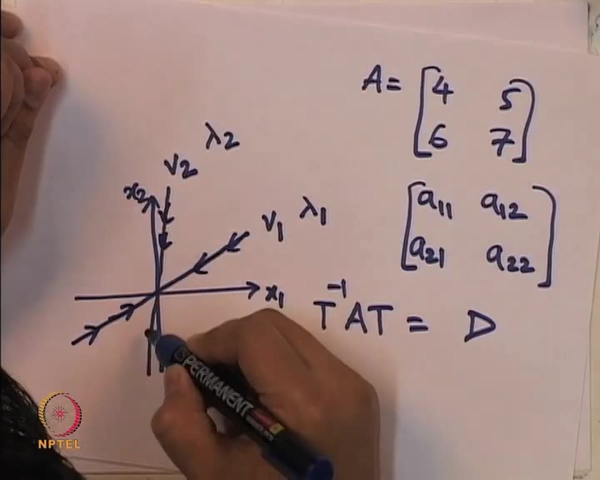 A = [4 5
6 7]
v2 λ2
x2
v1 λ1
x1
[a11 a12
a21 a22]
T⁻¹AT = D
PERMANENT
NPTEL